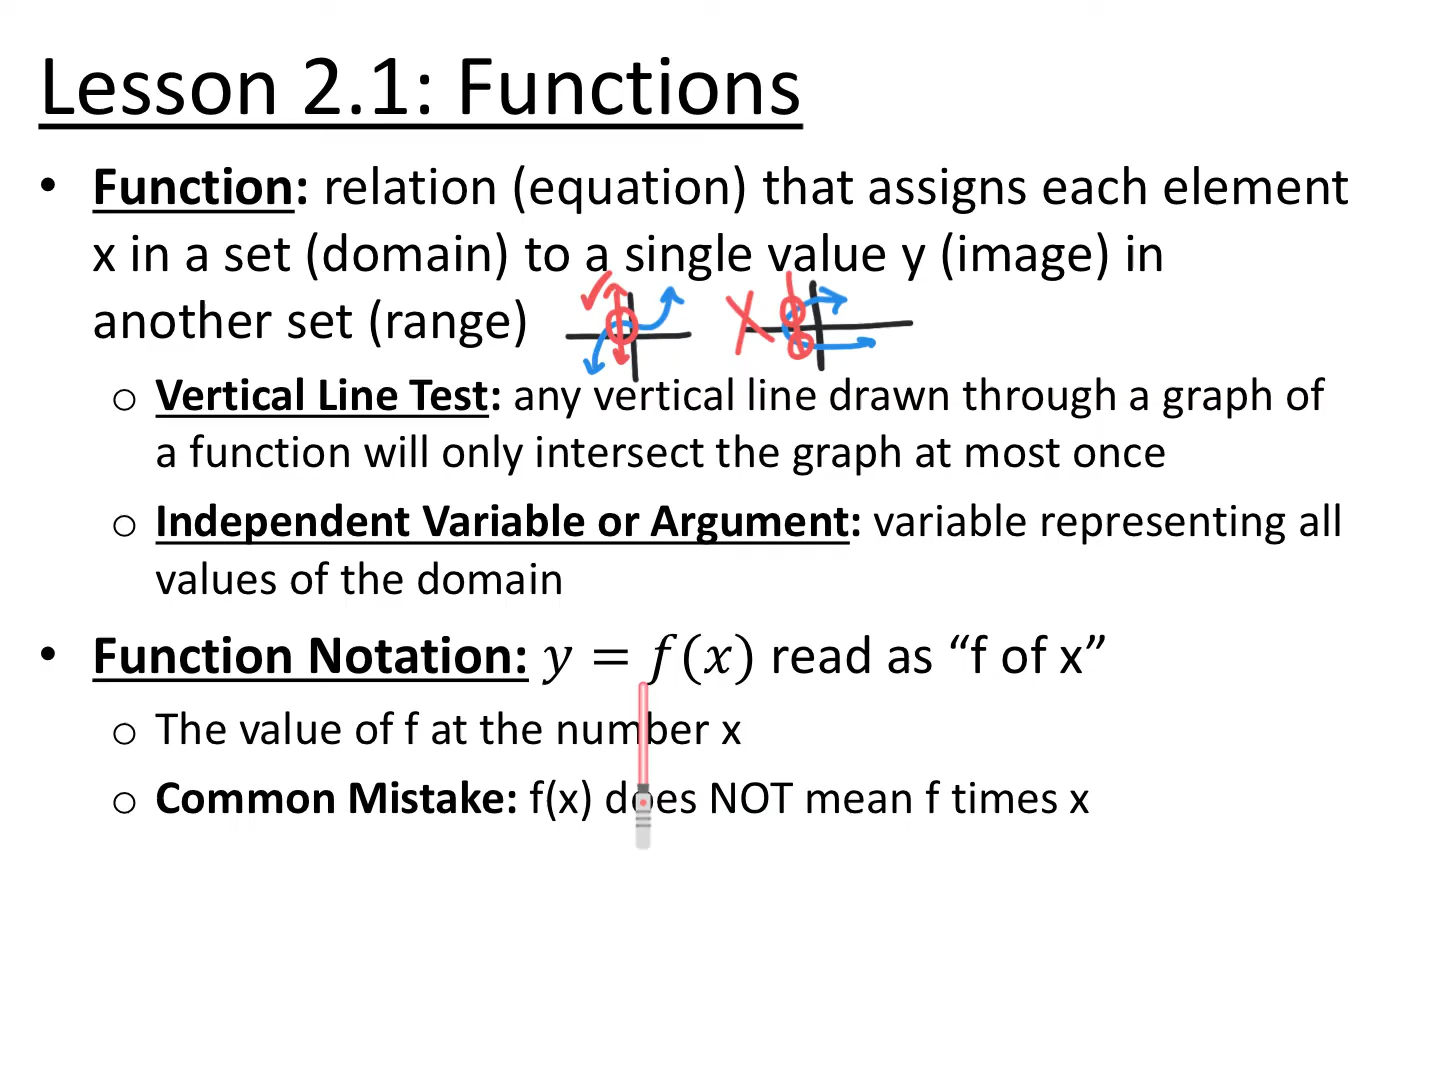 Lesson 2.1: Functions
• Function: relation (equation) that assigns each element
x in a set (domain) to a single value y (image) in
another set (range)
o Vertical Line Test: any vertical line drawn through a graph of
a function will only intersect the graph at most once
o Independent Variable or Argument: variable representing all
values of the domain
• Function Notation: y = f(x) read as “f of x”
o The value of f at the number x
o Common Mistake: f(x) does NOT mean f times x